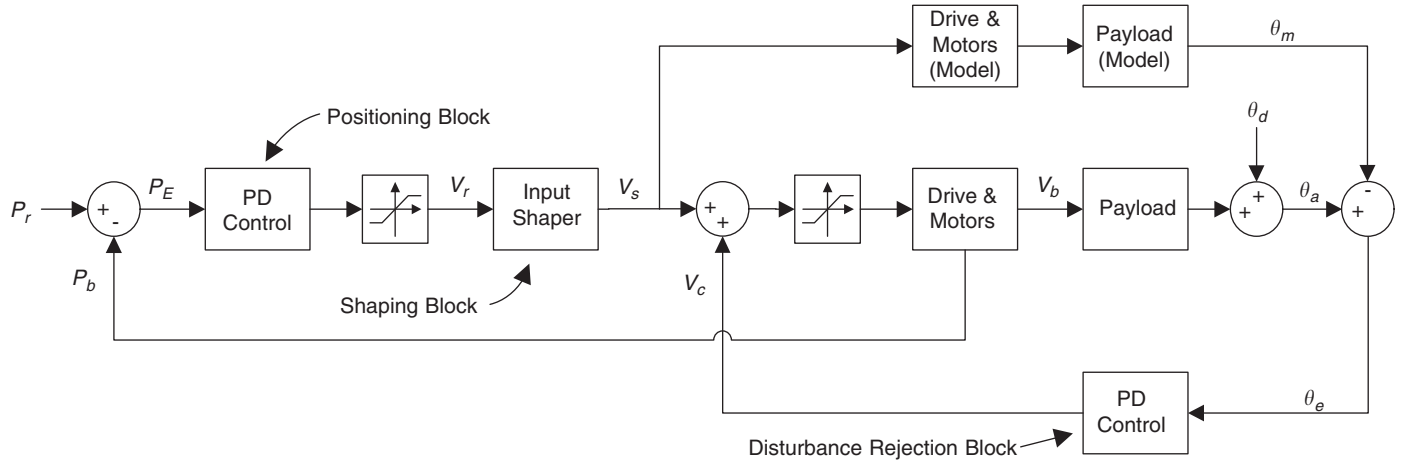 Drive &
Motors
(Model)
Payload
(Model)
θm
Positioning Block
θd
Pr
+
-
PE
PD
Control
Vr
Input
Shaper
Vs
+
+
Drive &
Motors
Vb
Payload
+
+
θa
-
+
Pb
Shaping Block
Vc
PD
Control
θe
Disturbance Rejection Block